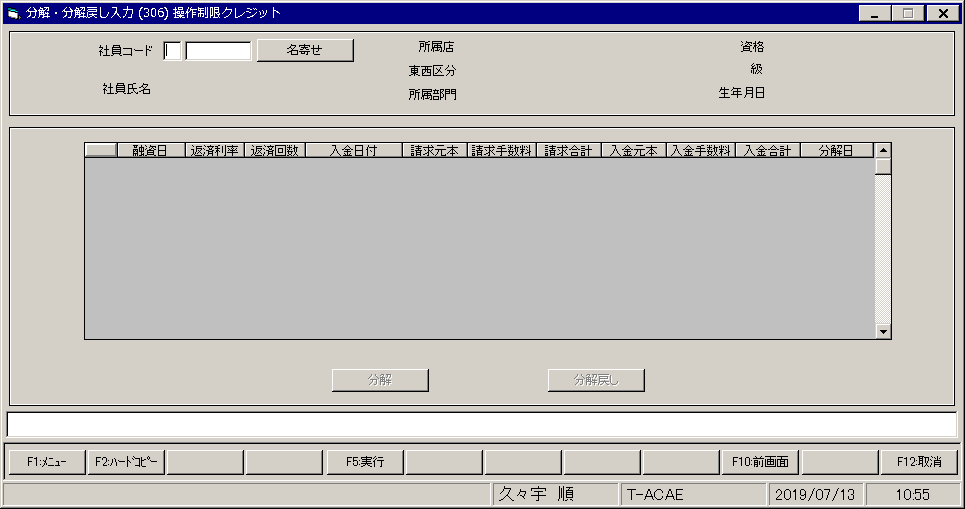 分解・分解戻し入力 (306) 操作制限クレジット
社員コード 名寄せ 所属店 資格
東西区分 級
社員氏名 所属部門 生年月日
融資日 返済利率 返済回数 入金日付 請求元本 請求手数料 請求合計 入金元本 入金手数料 入金合計 分解日
分解 分解戻し
F1:ﾒﾆｭｰ F2:ﾊｰﾄﾞｺﾋﾟｰ F5:実行 F10:前画面 F12:取消
久々宇 順 T-ACAE 2019/07/13 10:55